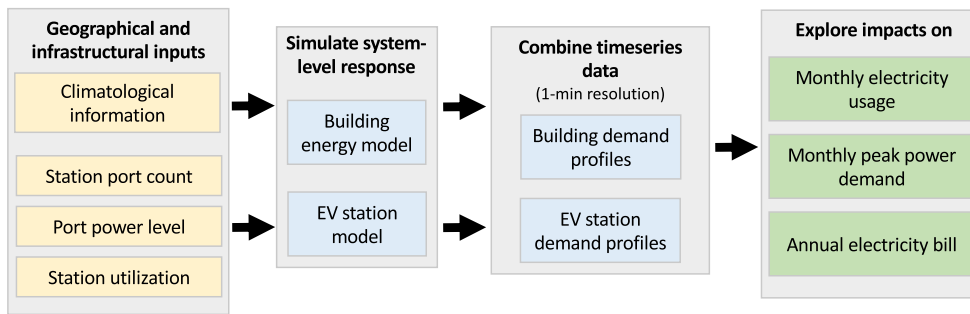 Geographical and
infrastructural inputs
Climatological
information
Station port count
Port power level
Station utilization
Simulate system-
level response
Building
energy model
EV station
model
Combine timeseries
data
(1-min resolution)
Building demand
profiles
EV station
demand profiles
Explore impacts on
Monthly electricity
usage
Monthly peak power
demand
Annual electricity bill